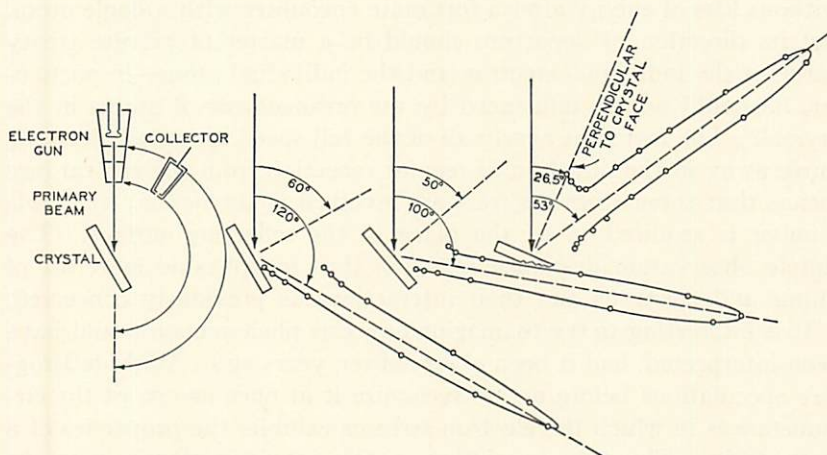 ELECTRON
GUN
COLLECTOR
PRIMARY
BEAM
CRYSTAL
60°
120°
50°
100°
PERPENDICULAR
TO CRYSTAL
FACE
26.5°
53°